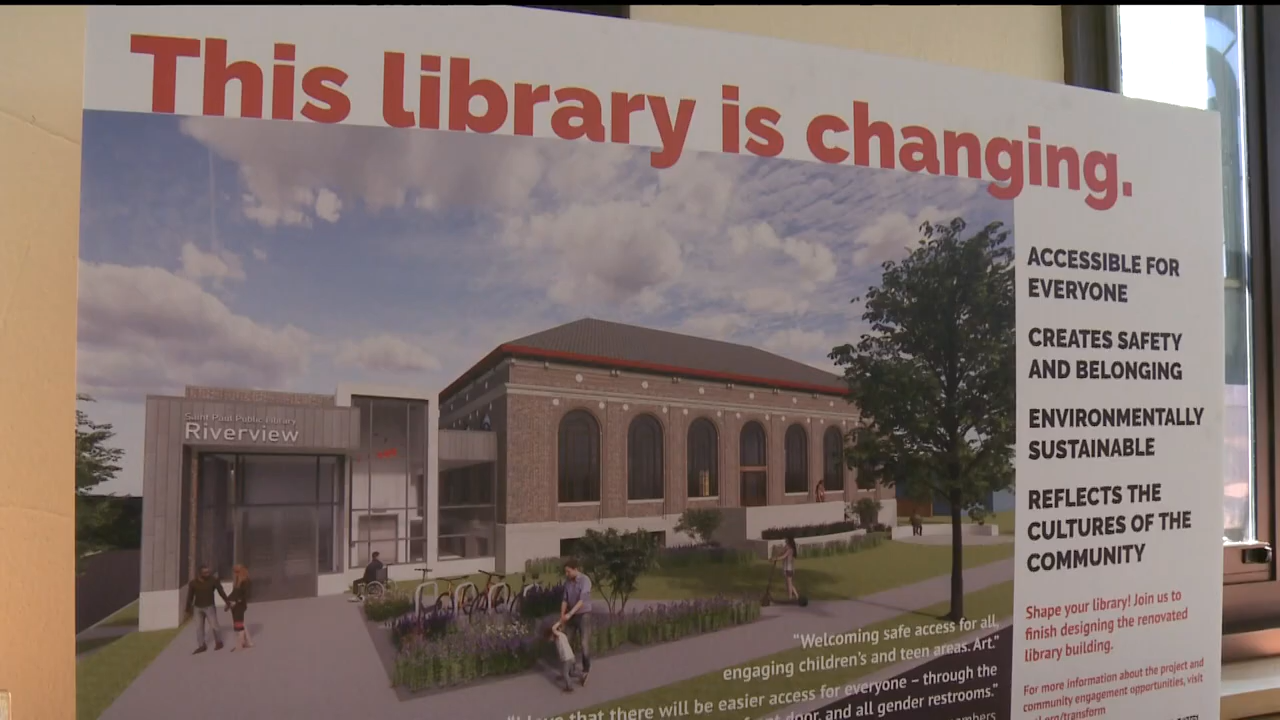 This library is changing.
Saint Paul Public Library
Riverview
ACCESSIBLE FOR
EVERYONE
CREATES SAFETY
AND BELONGING
ENVIRONMENTALLY
SUSTAINABLE
REFLECTS THE
CULTURES OF THE
COMMUNITY
Shape your library! Join us to
finish designing the renovated
library building.
For more information about the project and
community engagement opportunities, visit
“Welcoming safe access for all,
engaging children’s and teen areas. Art.”
that there will be easier access for everyone – through the
door, and all gender restrooms.”